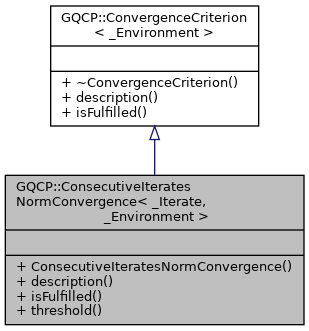 GQCP::ConvergenceCriterion
< _Environment >
+ ~ConvergenceCriterion()
+ description()
+ isFulfilled()
GQCP::ConsecutiveIterates
NormConvergence< _Iterate,
_Environment >
+ ConsecutiveIteratesNormConvergence()
+ description()
+ isFulfilled()
+ threshold()